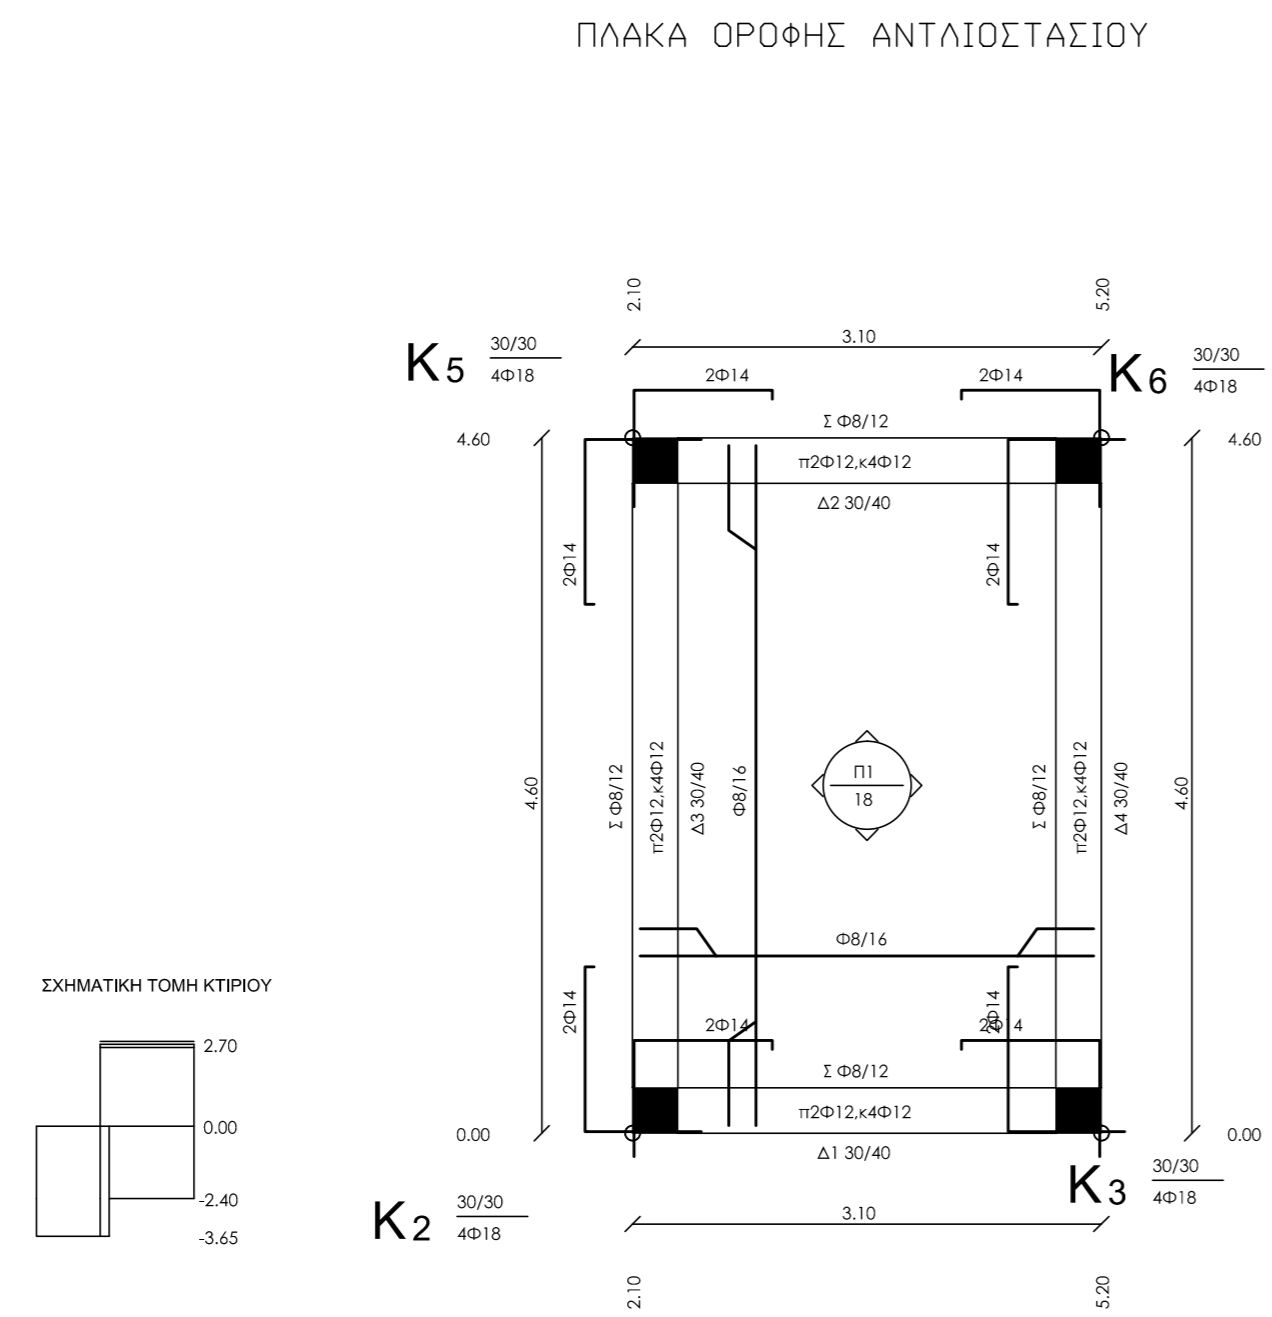 ΠΛΑΚΑ ΟΡΟΦΗΣ ΑΝΤΛΙΟΣΤΑΣΙΟΥ
2.10
5.20
3.10
K5
30/30
4Φ18
K6
30/30
4Φ18
2Φ14
2Φ14
Σ Φ8/12
4.60
4.60
π2Φ12,κ4Φ12
Δ2 30/40
2Φ14
2Φ14
4.60
Σ Φ8/12
π2Φ12,κ4Φ12
Δ3 30/40
Φ8/16
Π1
18
Σ Φ8/12
π2Φ12,κ4Φ12
Δ4 30/40
4.60
Φ8/16
2Φ14
2Φ14
2Φ14
2Φ14
Σ Φ8/12
π2Φ12,κ4Φ12
Δ1 30/40
0.00
0.00
K2
30/30
4Φ18
K3
30/30
4Φ18
3.10
2.10
5.20
ΣΧΗΜΑΤΙΚΗ ΤΟΜΗ ΚΤΙΡΙΟΥ
2.70
0.00
-2.40
-3.65